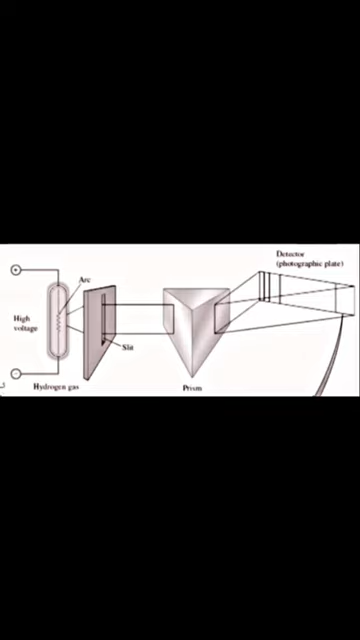 Detector
(photographic plate)
+
Arc
High
voltage
Slit
−
Hydrogen gas
Prism